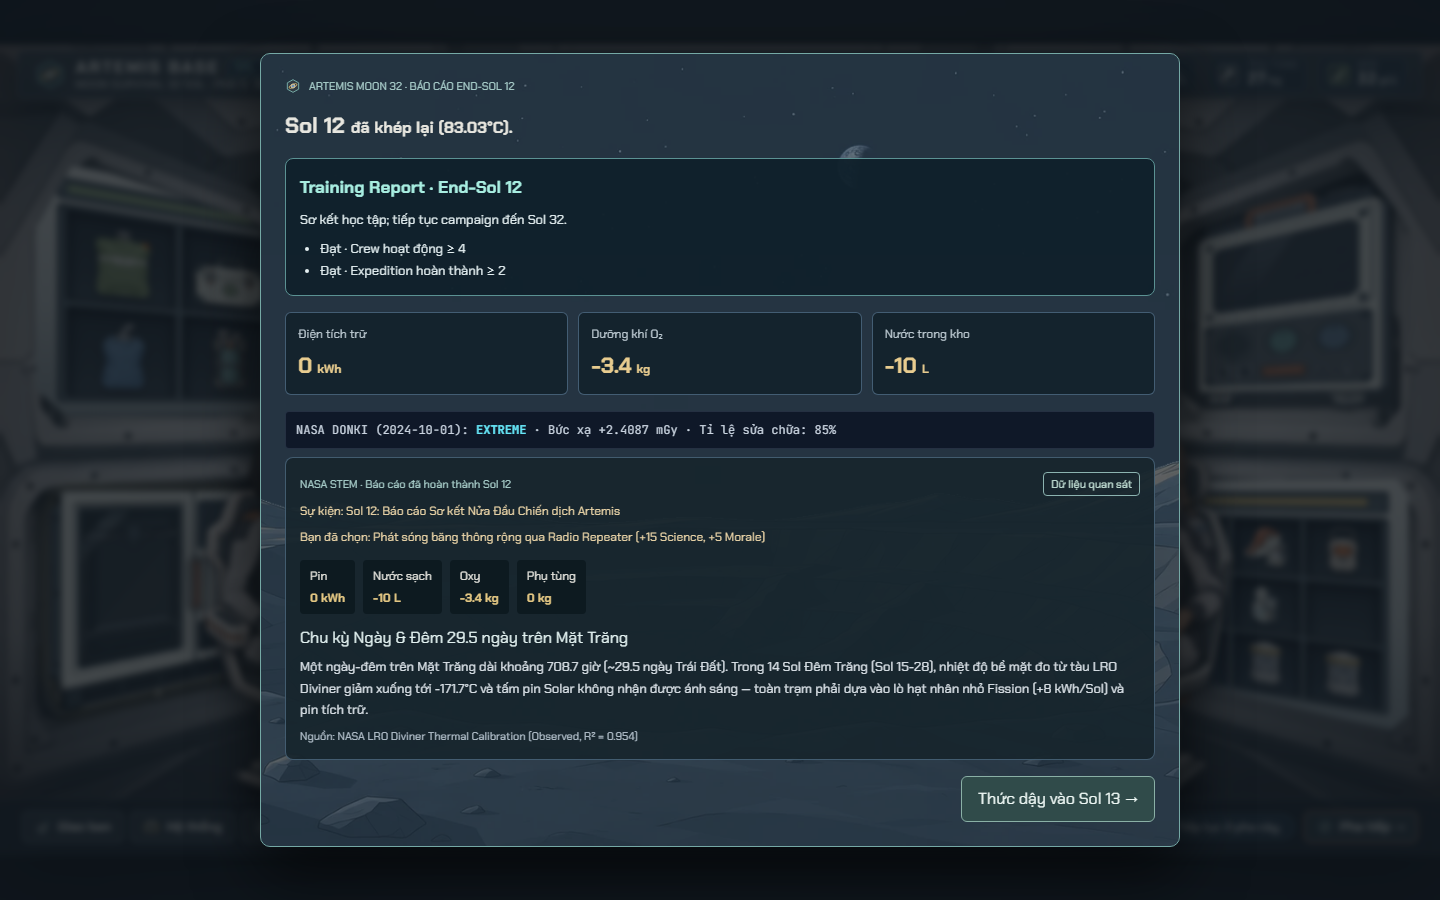 ARTEMIS BASE
ARTEMIS MOON 32 · BÁO CÁO END-SOL 12
Sol 12 đã khép lại (83.03°C).
Training Report · End-Sol 12
Sơ kết học tập; tiếp tục campaign đến Sol 32.
• Đạt · Crew hoạt động ≥ 4
• Đạt · Expedition hoàn thành ≥ 2
Điện tích trữ
0 kWh
Dưỡng khí O₂
-3.4 kg
Nước trong kho
-10 L
NASA DONKI (2024-10-01): EXTREME · Bức xạ +2.4087 mGy · Tỉ lệ sửa chữa: 85%
NASA STEM · Báo cáo đã hoàn thành Sol 12
Dữ liệu quan sát
Sự kiện: Sol 12: Báo cáo Sơ kết Nửa Đầu Chiến dịch Artemis
Bạn đã chọn: Phát sóng băng thông rộng qua Radio Repeater (+15 Science, +5 Morale)
Pin
0 kWh
Nước sạch
-10 L
Oxy
-3.4 kg
Phụ tùng
0 kg
Chu kỳ Ngày & Đêm 29.5 ngày trên Mặt Trăng
Một ngày-đêm trên Mặt Trăng dài khoảng 708.7 giờ (~29.5 ngày Trái Đất). Trong 14 Sol Đêm Trăng (Sol 15-28), nhiệt độ bề mặt đo từ tàu LRO
Diviner giảm xuống tới -171.7°C và tấm pin Solar không nhận được ánh sáng — toàn trạm phải dựa vào lò hạt nhân nhỏ Fission (+8 kWh/Sol) và
pin tích trữ.
Nguồn: NASA LRO Diviner Thermal Calibration (Observed, R² = 0.954)
Thức dậy vào Sol 13 →